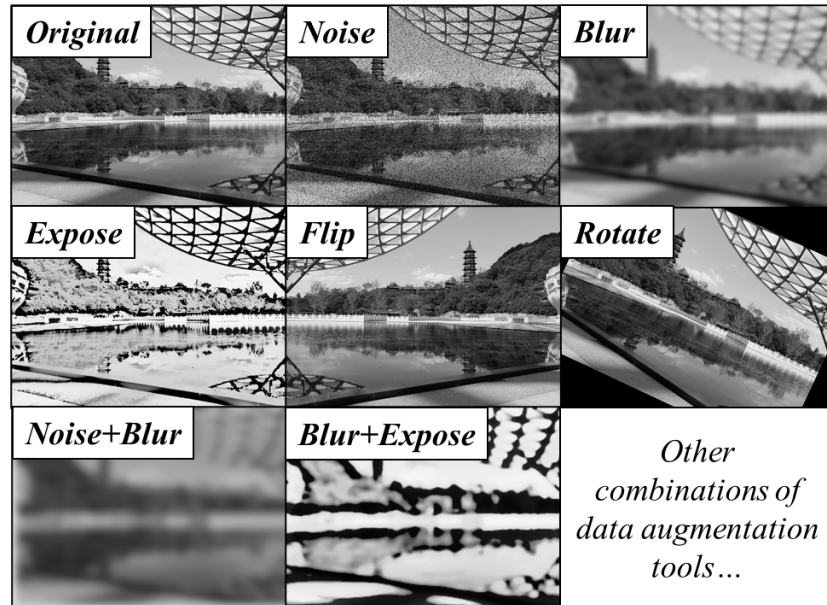 Original
Noise
Blur
Expose
Flip
Rotate
Noise+Blur
Blur+Expose
Other
combinations of
data augmentation
tools…